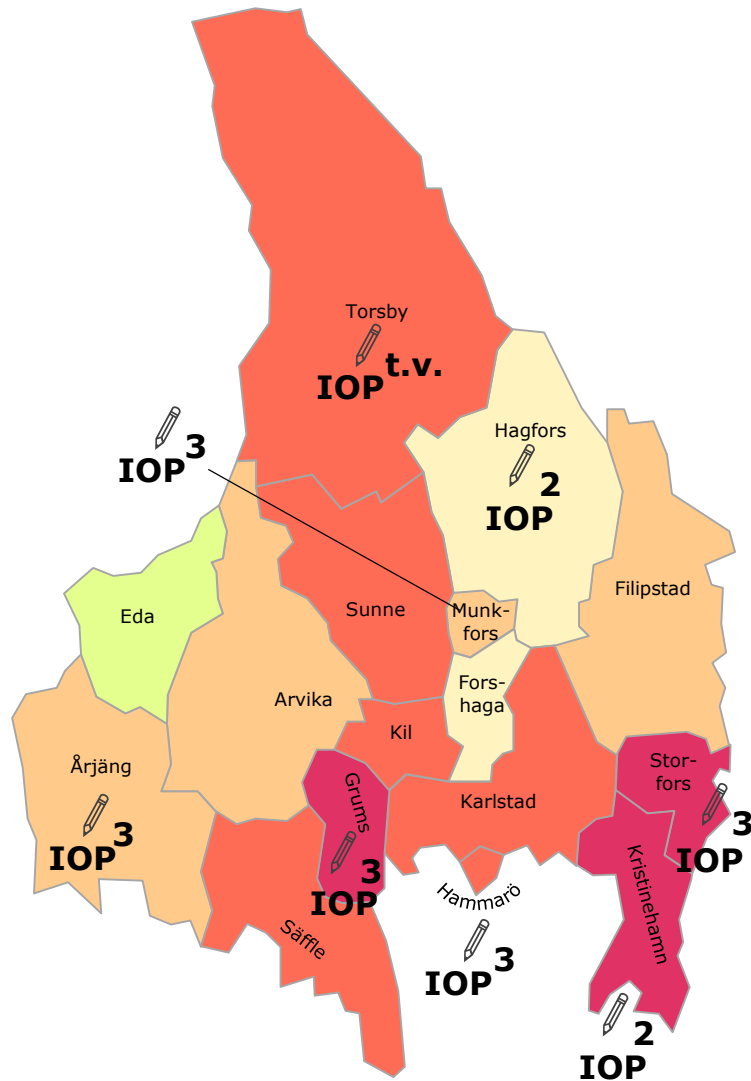 Torsby
IOP t.v.
Hagfors
IOP 3
2
IOP
Filipstad
Eda
Sunne
Munk-
fors
Arvika
Fors-
haga
Kil
Årjäng
Stor-
fors
Grums
Karlstad
IOP 3
3
IOP
3
IOP
Kristinehamn
Hammarö
Säffle
IOP 3
2
IOP